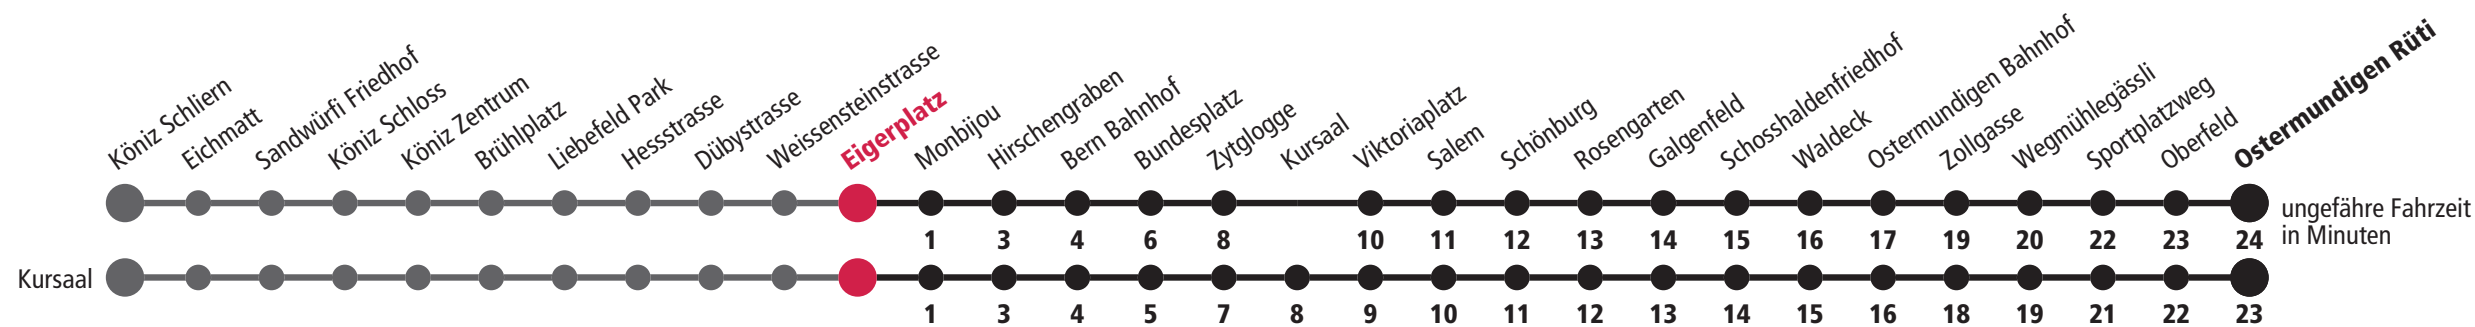 Köniz Schliern
Eichmatt
Sandwürfi Friedhof
Köniz Schloss
Köniz Zentrum
Brühlplatz
Liebefeld Park
Hessstrasse
Dübystrasse
Weissensteinstrasse
Eigerplatz
Monbijou
Hirschengraben
Bern Bahnhof
Bundesplatz
Zytglogge
Kursaal
Viktoriaplatz
Salem
Schönburg
Rosengarten
Galgenfeld
Schosshaldenfriedhof
Waldeck
Ostermundigen Bahnhof
Zollgasse
Wegmühlegässli
Sportplatzweg
Oberfeld
Ostermundigen Rüti
ungefähre Fahrzeit
in Minuten
1 3 4 6 8 10 11 12 13 14 15 16 17 19 20 22 23 24
Kursaal
1 3 4 5 7 8 9 10 11 12 13 14 15 16 18 19 21 22 23